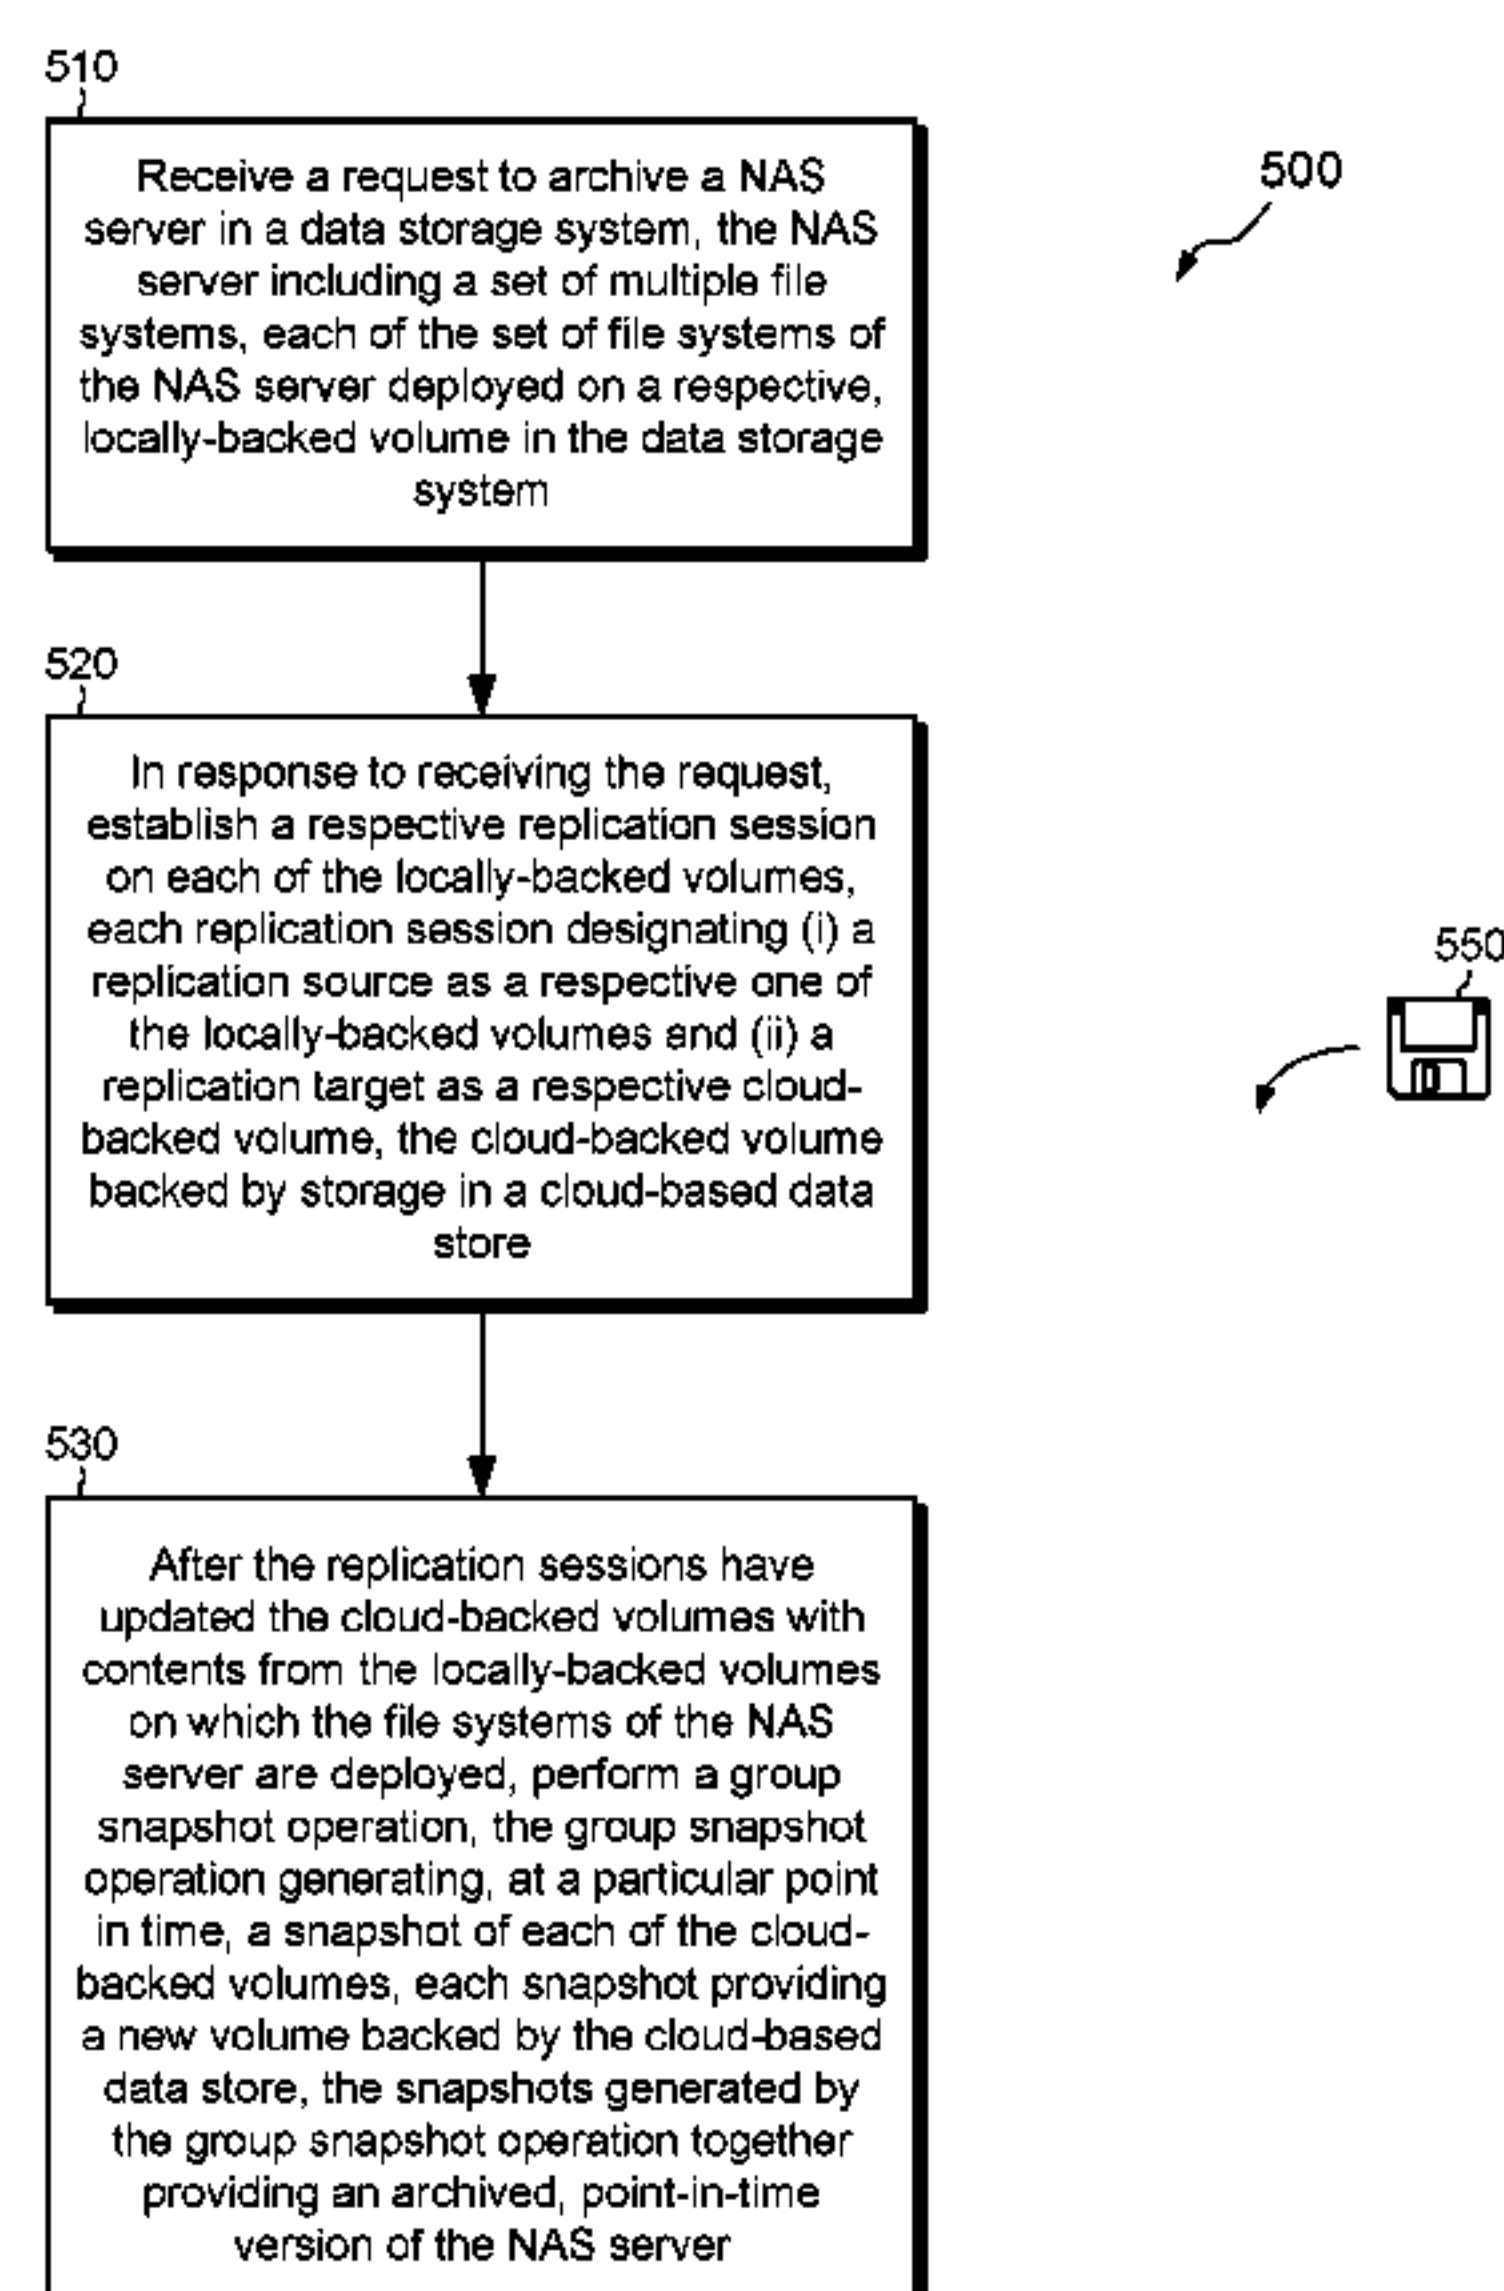 510
Receive a request to archive a NAS
server in a data storage system, the NAS
server including a set of multiple file
systems, each of the set of file systems of
the NAS server deployed on a respective,
locally-backed volume in the data storage
system
500
520
In response to receiving the request,
establish a respective replication session
on each of the locally-backed volumes,
each replication session designating (i) a
replication source as a respective one of
the locally-backed volumes and (ii) a
replication target as a respective cloud-
backed volume, the cloud-backed volume
backed by storage in a cloud-based data
store
550
530
After the replication sessions have
updated the cloud-backed volumes with
contents from the locally-backed volumes
on which the file systems of the NAS
server are deployed, perform a group
snapshot operation, the group snapshot
operation generating, at a particular point
in time, a snapshot of each of the cloud-
backed volumes, each snapshot providing
a new volume backed by the cloud-based
data store, the snapshots generated by
the group snapshot operation together
providing an archived, point-in-time
version of the NAS server